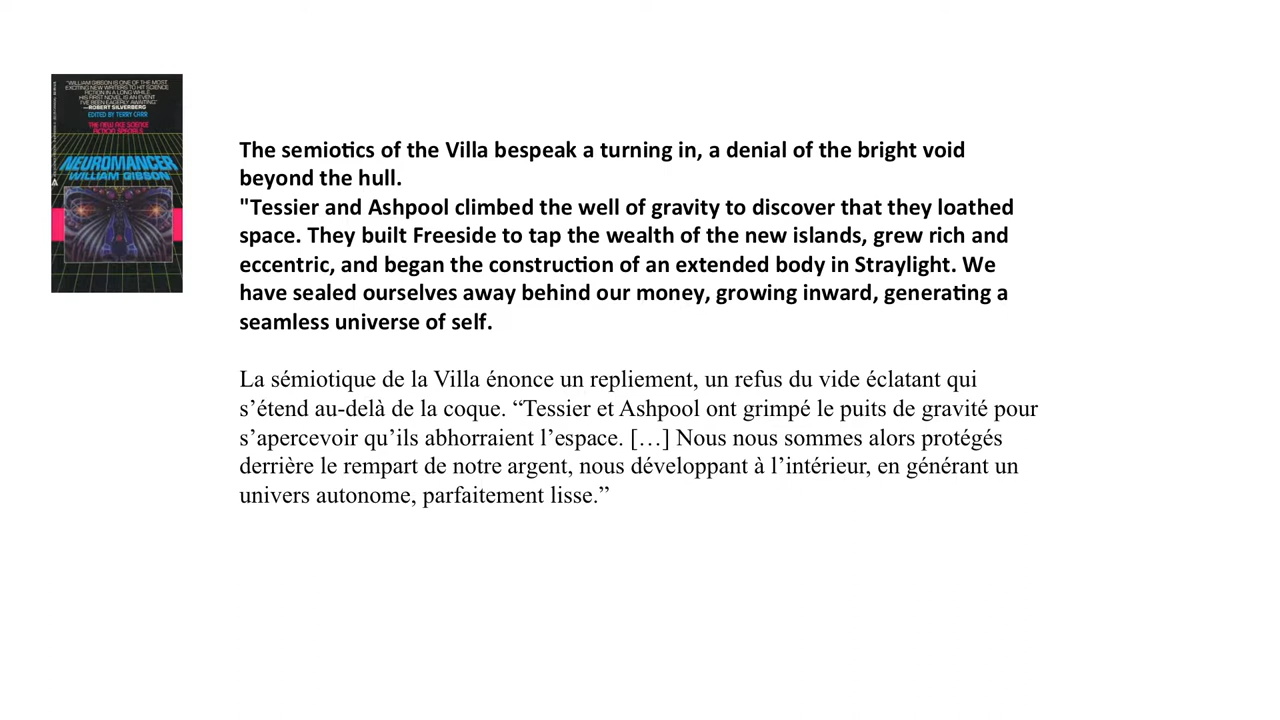 "WILLIAM GIBSON IS ONE OF THE MOST
EXCITING NEW WRITERS TO HIT SCIENCE
FICTION IN A LONG WHILE.
HIS FIRST NOVEL IS AN EVENT
I'VE BEEN EAGERLY AWAITING"
—ROBERT SILVERBERG
EDITED BY TERRY CARR
THE NEW ACE SCIENCE
FICTION SPECIALS
NEUROMANCER
WILLIAM GIBSON
The semiotics of the Villa bespeak a turning in, a denial of the bright void
beyond the hull.
"Tessier and Ashpool climbed the well of gravity to discover that they loathed
space. They built Freeside to tap the wealth of the new islands, grew rich and
eccentric, and began the construction of an extended body in Straylight. We
have sealed ourselves away behind our money, growing inward, generating a
seamless universe of self.
La sémiotique de la Villa énonce un repliement, un refus du vide éclatant qui
s’étend au-delà de la coque. “Tessier et Ashpool ont grimpé le puits de gravité pour
s’apercevoir qu’ils abhorraient l’espace. […] Nous nous sommes alors protégés
derrière le rempart de notre argent, nous développant à l’intérieur, en générant un
univers autonome, parfaitement lisse.”